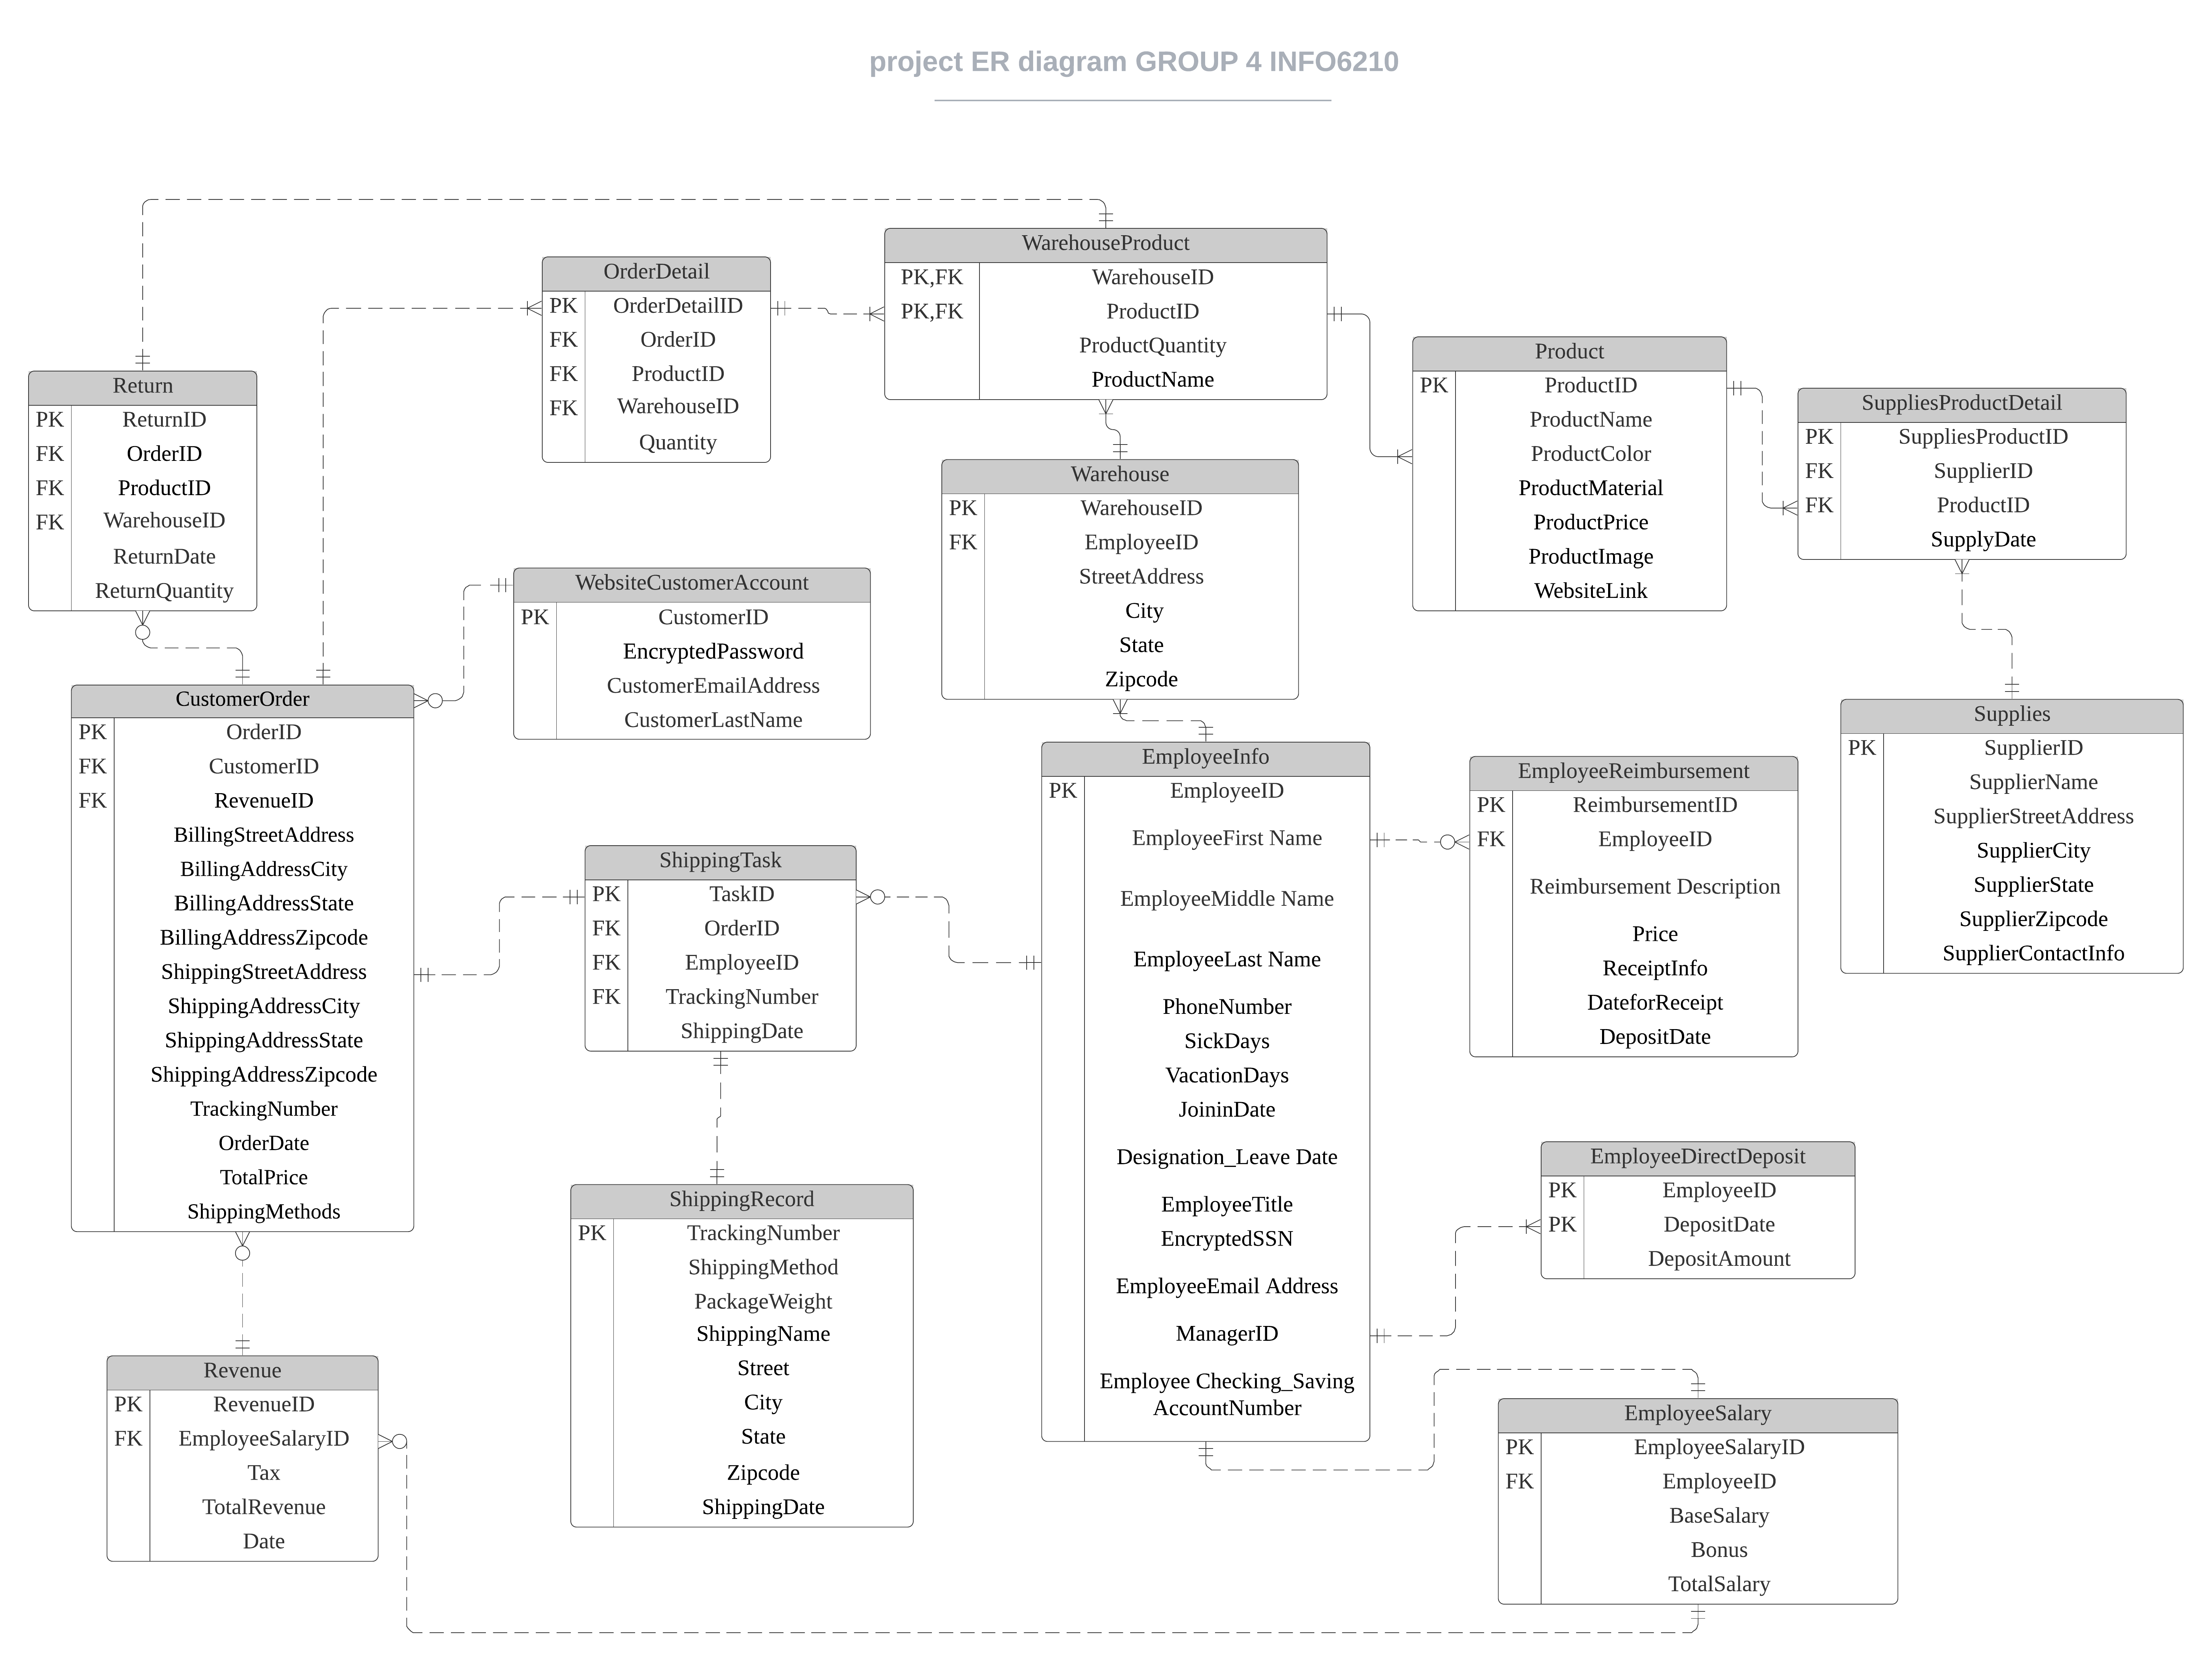 project ER diagram GROUP 4 INFO6210
WarehouseProduct
PK,FK WarehouseID
PK,FK ProductID
ProductQuantity
ProductName
OrderDetail
PK OrderDetailID
FK OrderID
FK ProductID
FK WarehouseID
Quantity
Product
PK ProductID
ProductName
ProductColor
ProductMaterial
ProductPrice
ProductImage
WebsiteLink
Return
PK ReturnID
FK OrderID
FK ProductID
FK WarehouseID
ReturnDate
ReturnQuantity
SuppliesProductDetail
PK SuppliesProductID
FK SupplierID
FK ProductID
SupplyDate
Warehouse
PK WarehouseID
FK EmployeeID
StreetAddress
City
State
Zipcode
WebsiteCustomerAccount
PK CustomerID
EncryptedPassword
CustomerEmailAddress
CustomerLastName
CustomerOrder
PK OrderID
FK CustomerID
FK RevenueID
BillingStreetAddress
BillingAddressCity
BillingAddressState
BillingAddressZipcode
ShippingStreetAddress
ShippingAddressCity
ShippingAddressState
ShippingAddressZipcode
TrackingNumber
OrderDate
TotalPrice
ShippingMethods
Supplies
PK SupplierID
SupplierName
SupplierStreetAddress
SupplierCity
SupplierState
SupplierZipcode
SupplierContactInfo
EmployeeInfo
PK EmployeeID
EmployeeFirst Name
EmployeeMiddle Name
EmployeeLast Name
PhoneNumber
SickDays
VacationDays
JoininDate
Designation_Leave Date
EmployeeTitle
EncryptedSSN
EmployeeEmail Address
ManagerID
Employee Checking_Saving
AccountNumber
EmployeeReimbursement
PK ReimbursementID
FK EmployeeID
Reimbursement Description
Price
ReceiptInfo
DateforReceipt
DepositDate
ShippingTask
PK TaskID
FK OrderID
FK EmployeeID
FK TrackingNumber
ShippingDate
EmployeeDirectDeposit
PK EmployeeID
PK DepositDate
DepositAmount
ShippingRecord
PK TrackingNumber
ShippingMethod
PackageWeight
ShippingName
Street
City
State
Zipcode
ShippingDate
Revenue
PK RevenueID
FK EmployeeSalaryID
Tax
TotalRevenue
Date
EmployeeSalary
PK EmployeeSalaryID
FK EmployeeID
BaseSalary
Bonus
TotalSalary